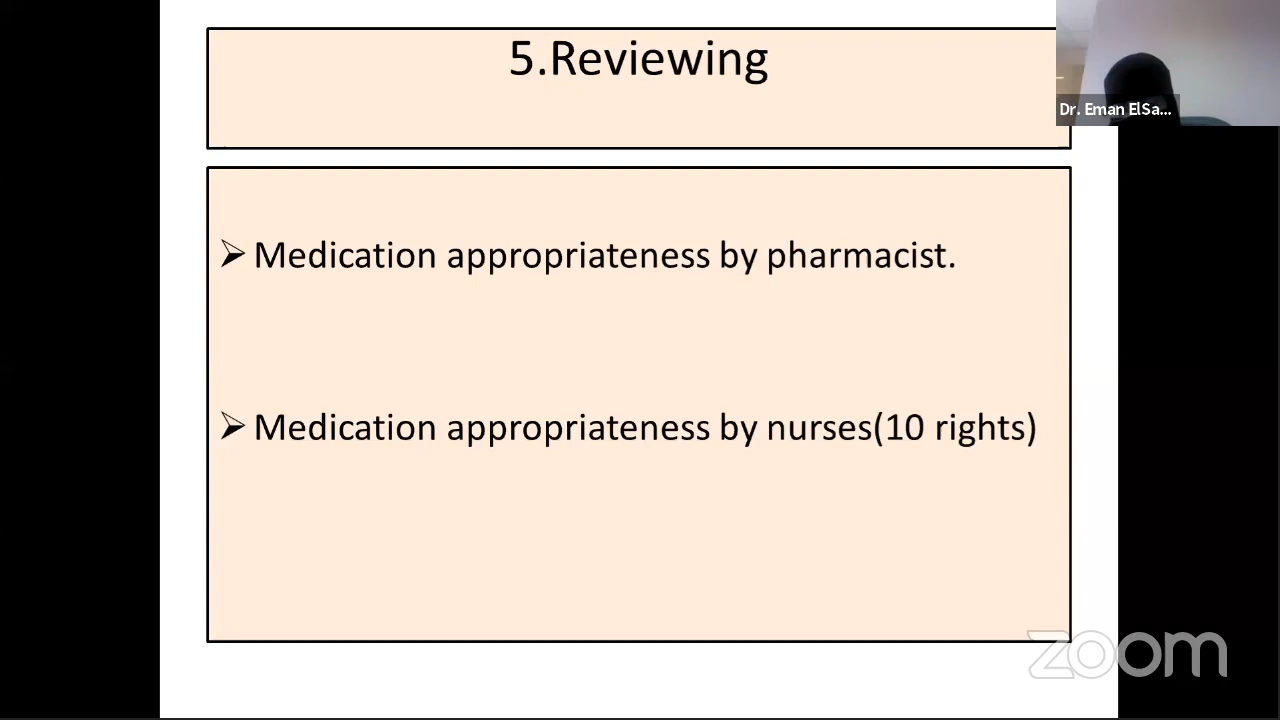 5.Reviewing
Dr. Eman ElSa...
➢ Medication appropriateness by pharmacist.
➢ Medication appropriateness by nurses(10 rights)
zoom